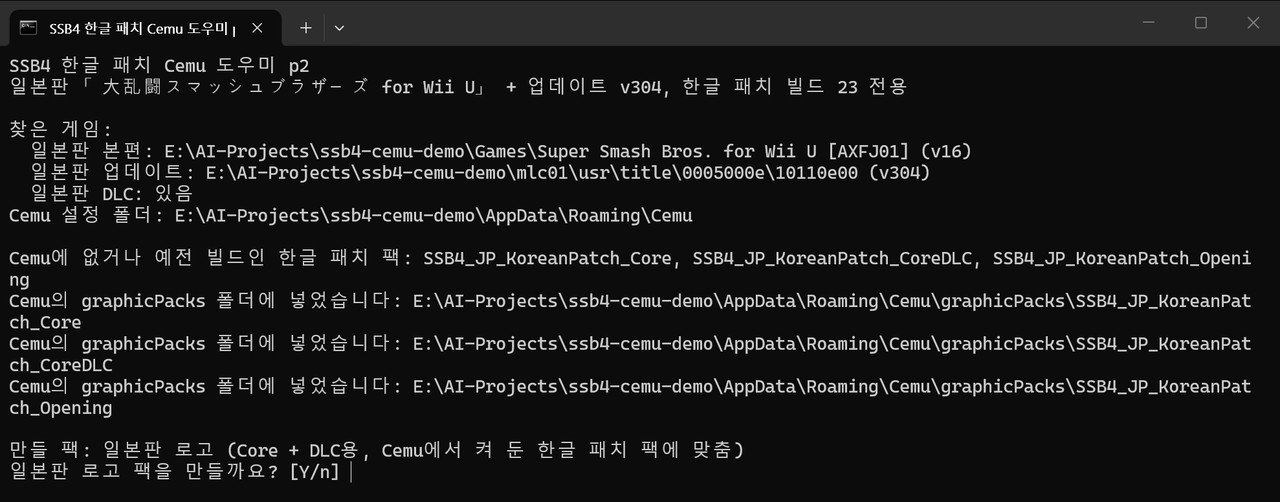 SSB4 한글 패치 Cemu 도우미 p
SSB4 한글 패치 Cemu 도우미 p2
일본판「大乱闘スマッシュブラザーズ for Wii U」 + 업데이트 v304, 한글 패치 빌드 23 전용
찾은 게임:
일본판 본편: E:\AI-Projects\ssb4-cemu-demo\Games\Super Smash Bros. for Wii U [AXFJ01] (v16)
일본판 업데이트: E:\AI-Projects\ssb4-cemu-demo\mlc01\usr\title\0005000e\10110e00 (v304)
일본판 DLC: 있음
Cemu 설정 폴더: E:\AI-Projects\ssb4-cemu-demo\AppData\Roaming\Cemu
Cemu에 없거나 예전 빌드인 한글 패치 팩: SSB4_JP_KoreanPatch_Core, SSB4_JP_KoreanPatch_CoreDLC, SSB4_JP_KoreanPatch_Openi
ng
Cemu의 graphicPacks 폴더에 넣었습니다: E:\AI-Projects\ssb4-cemu-demo\AppData\Roaming\Cemu\graphicPacks\SSB4_JP_KoreanPat
ch_Core
Cemu의 graphicPacks 폴더에 넣었습니다: E:\AI-Projects\ssb4-cemu-demo\AppData\Roaming\Cemu\graphicPacks\SSB4_JP_KoreanPat
ch_CoreDLC
Cemu의 graphicPacks 폴더에 넣었습니다: E:\AI-Projects\ssb4-cemu-demo\AppData\Roaming\Cemu\graphicPacks\SSB4_JP_KoreanPat
ch_Opening
만들 팩: 일본판 로고 (Core + DLC용, Cemu에서 켜 둔 한글 패치 팩에 맞춤)
일본판 로고 팩을 만들까요? [Y/n]